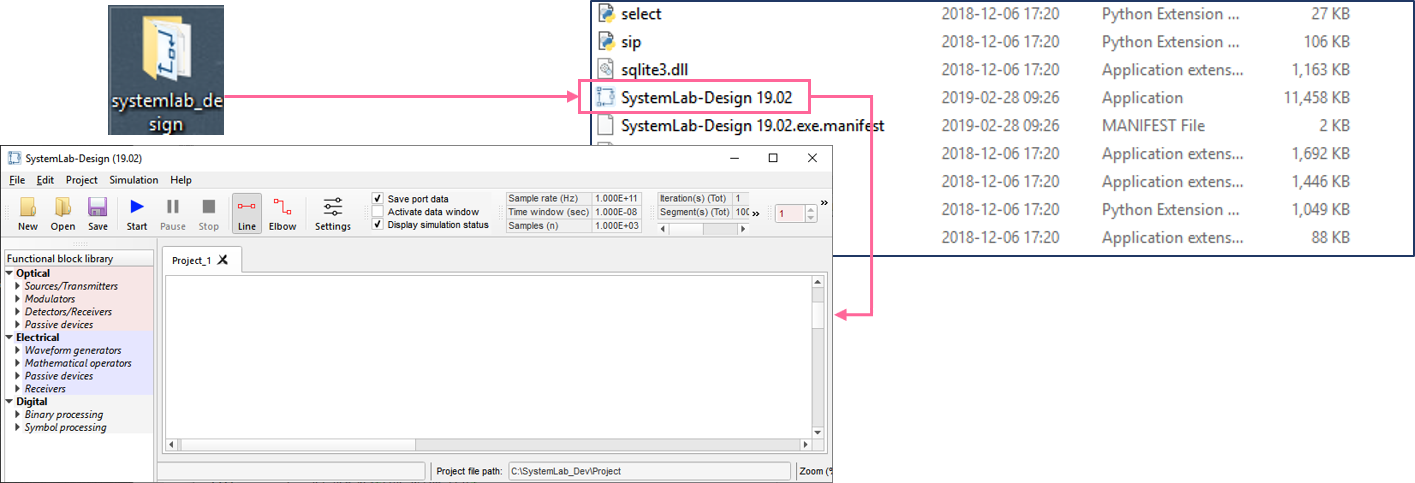 systemlab_de
sign
select 2018-12-06 17:20 Python Extension ... 27 KB
sip 2018-12-06 17:20 Python Extension ... 106 KB
sqlite3.dll 2018-12-06 17:20 Application extens... 1,163 KB
SystemLab-Design 19.02 2019-02-28 09:26 Application 11,458 KB
SystemLab-Design 19.02.exe.manifest 2019-02-28 09:26 MANIFEST File 2 KB
2018-12-06 17:20 Application extens... 1,692 KB
2018-12-06 17:20 Application extens... 1,446 KB
2018-12-06 17:20 Python Extension ... 1,049 KB
2018-12-06 17:20 Application extens... 88 KB
SystemLab-Design (19.02)
File Edit Project Simulation Help
New Open Save Start Pause Stop Line Elbow Settings
Save port data
Activate data window
Display simulation status
Sample rate (Hz) 1.000E+11
Time window (sec) 1.000E-08
Samples (n) 1.000E+03
Iteration(s) (Tot) 1
Segment(s) (Tot) 100
1
Functional block library
Optical
Sources/Transmitters
Modulators
Detectors/Receivers
Passive devices
Electrical
Waveform generators
Mathematical operators
Passive devices
Receivers
Digital
Binary processing
Symbol processing
Project_1
Project file path: C:\SystemLab_Dev\Project
Zoom (%